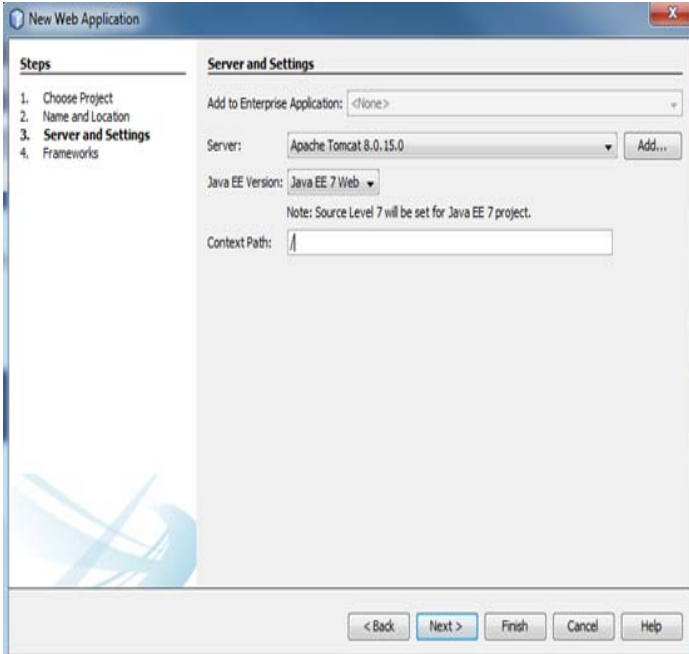 New Web Application
Steps
1. Choose Project
2. Name and Location
3. Server and Settings
4. Frameworks
Server and Settings
Add to Enterprise Application: <None>
Server: Apache Tomcat 8.0.15.0 Add...
Java EE Version: Java EE 7 Web
Note: Source Level 7 will be set for Java EE 7 project.
Context Path: /
< Back Next > Finish Cancel Help